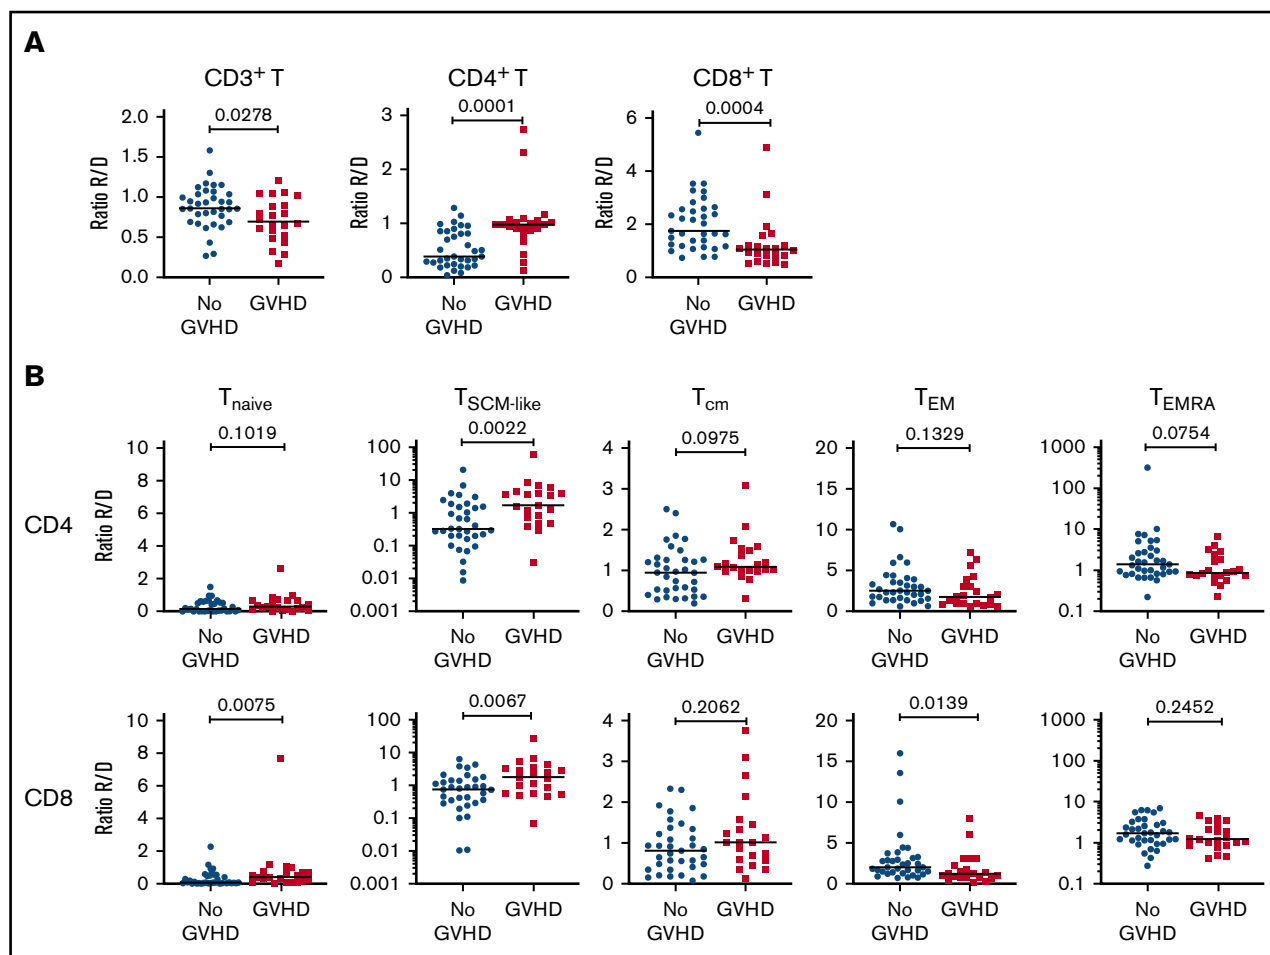 A
CD3+ T CD4+ T CD8+ T
0.0278 0.0001 0.0004
Ratio R/D Ratio R/D Ratio R/D
2.0 1.5 1.0 0.5 0.0
3 2 1 0
6 4 2 0
No GVHD GVHD No GVHD GVHD No GVHD GVHD
B
Tnaive TSCM-like Tcm TEM TEMRA
0.1019 0.0022 0.0975 0.1329 0.0754
CD4
Ratio R/D
10 8 6 4 2 0
100 10 1 0.1 0.01 0.001
4 3 2 1 0
20 15 10 5 0
1000 100 10 1 0.1
No GVHD GVHD No GVHD GVHD No GVHD GVHD No GVHD GVHD No GVHD GVHD
0.0075 0.0067 0.2062 0.0139 0.2452
CD8
Ratio R/D
10 8 6 4 2 0
100 10 1 0.1 0.01 0.001
4 3 2 1 0
20 15 10 5 0
1000 100 10 1 0.1
No GVHD GVHD No GVHD GVHD No GVHD GVHD No GVHD GVHD No GVHD GVHD